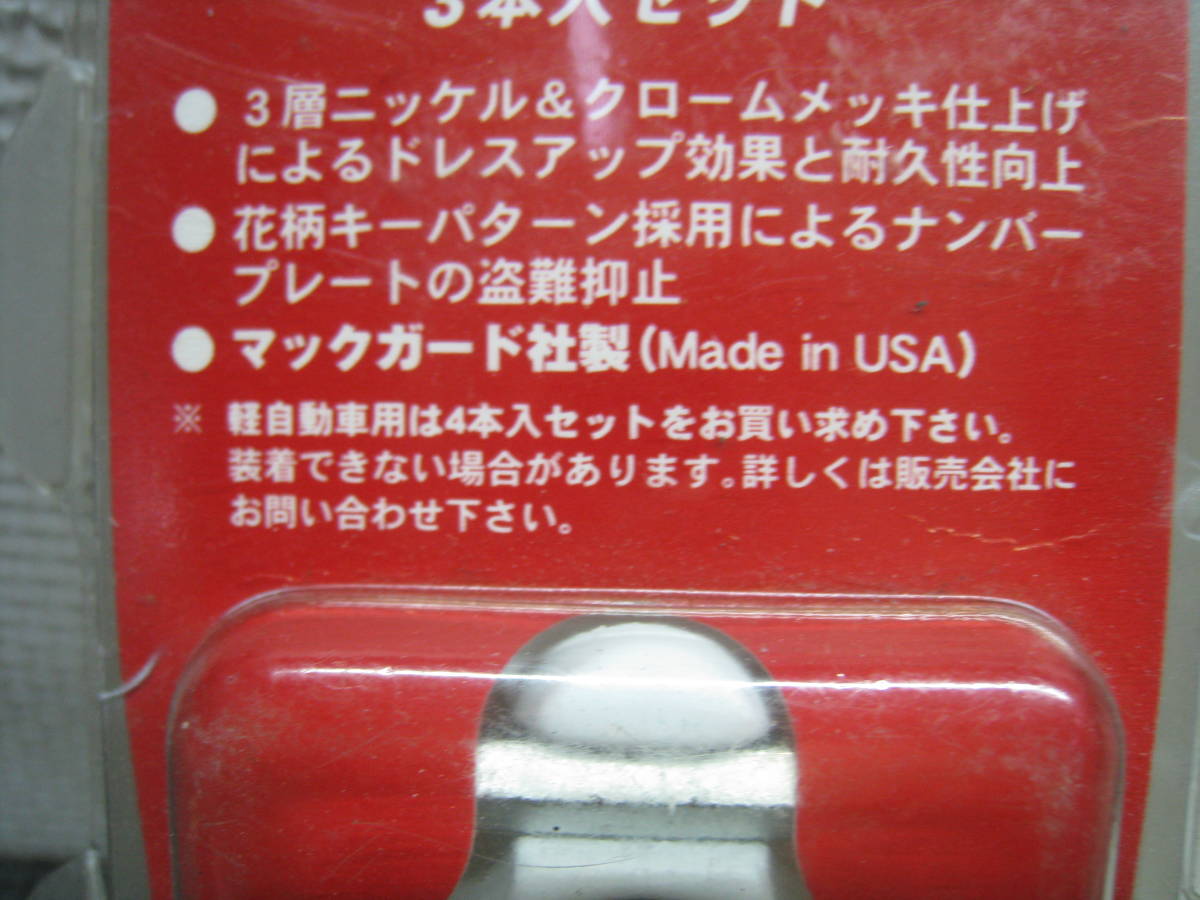 3本入セット
● 3層ニッケル&クロームメッキ仕上げ
によるドレスアップ効果と耐久性向上
● 花柄キーパターン採用によるナンバー
プレートの盗難抑止
● マックガード社製(Made in USA)
※ 軽自動車用は4本入セットをお買い求め下さい。
装着できない場合があります。詳しくは販売会社に
お問い合わせ下さい。